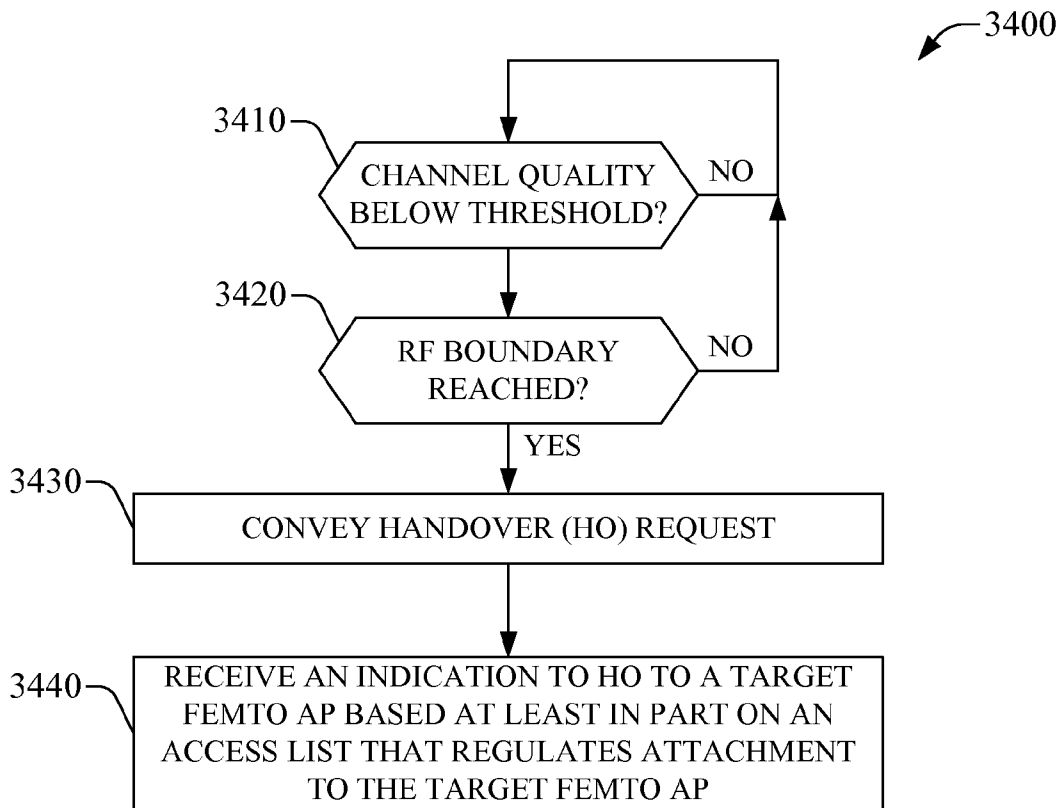 3400
3410
CHANNEL QUALITY
BELOW THRESHOLD?
NO
3420
RF BOUNDARY
REACHED?
NO
YES
3430
CONVEY HANDOVER (HO) REQUEST
3440
RECEIVE AN INDICATION TO HO TO A TARGET
FEMTO AP BASED AT LEAST IN PART ON AN
ACCESS LIST THAT REGULATES ATTACHMENT
TO THE TARGET FEMTO AP